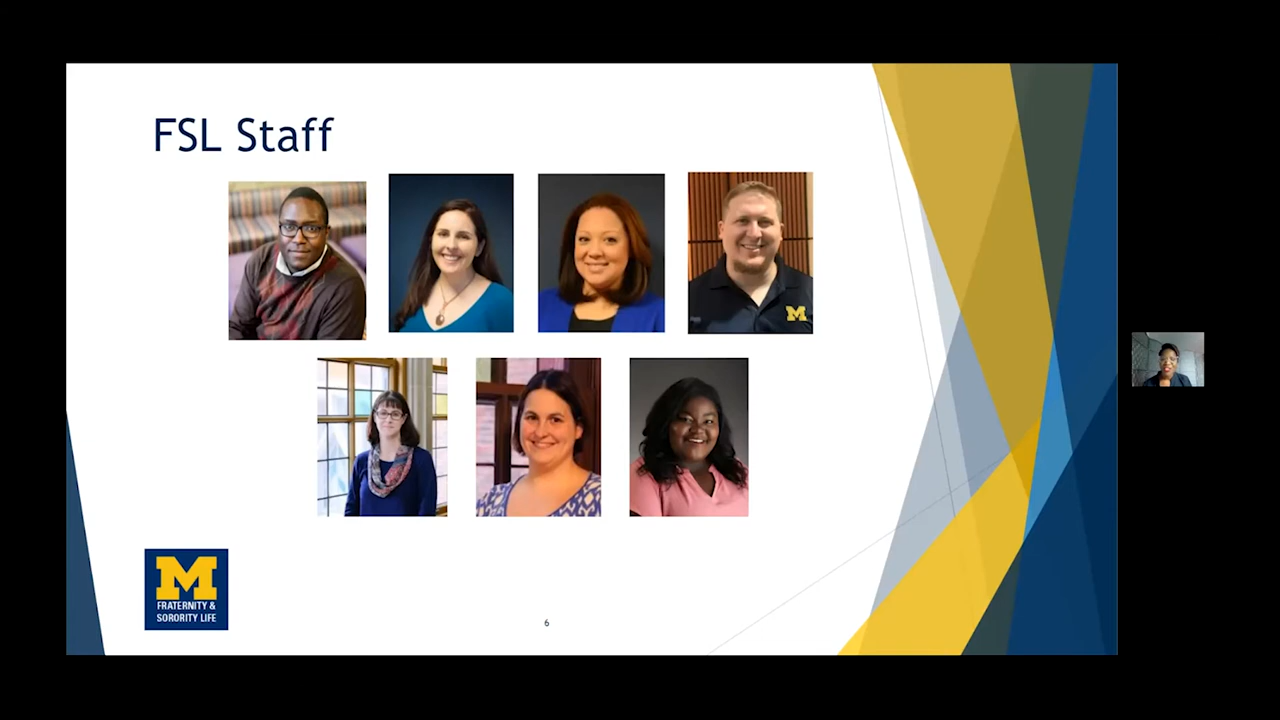 FSL Staff
M
M
FRATERNITY &
SORORITY LIFE
6